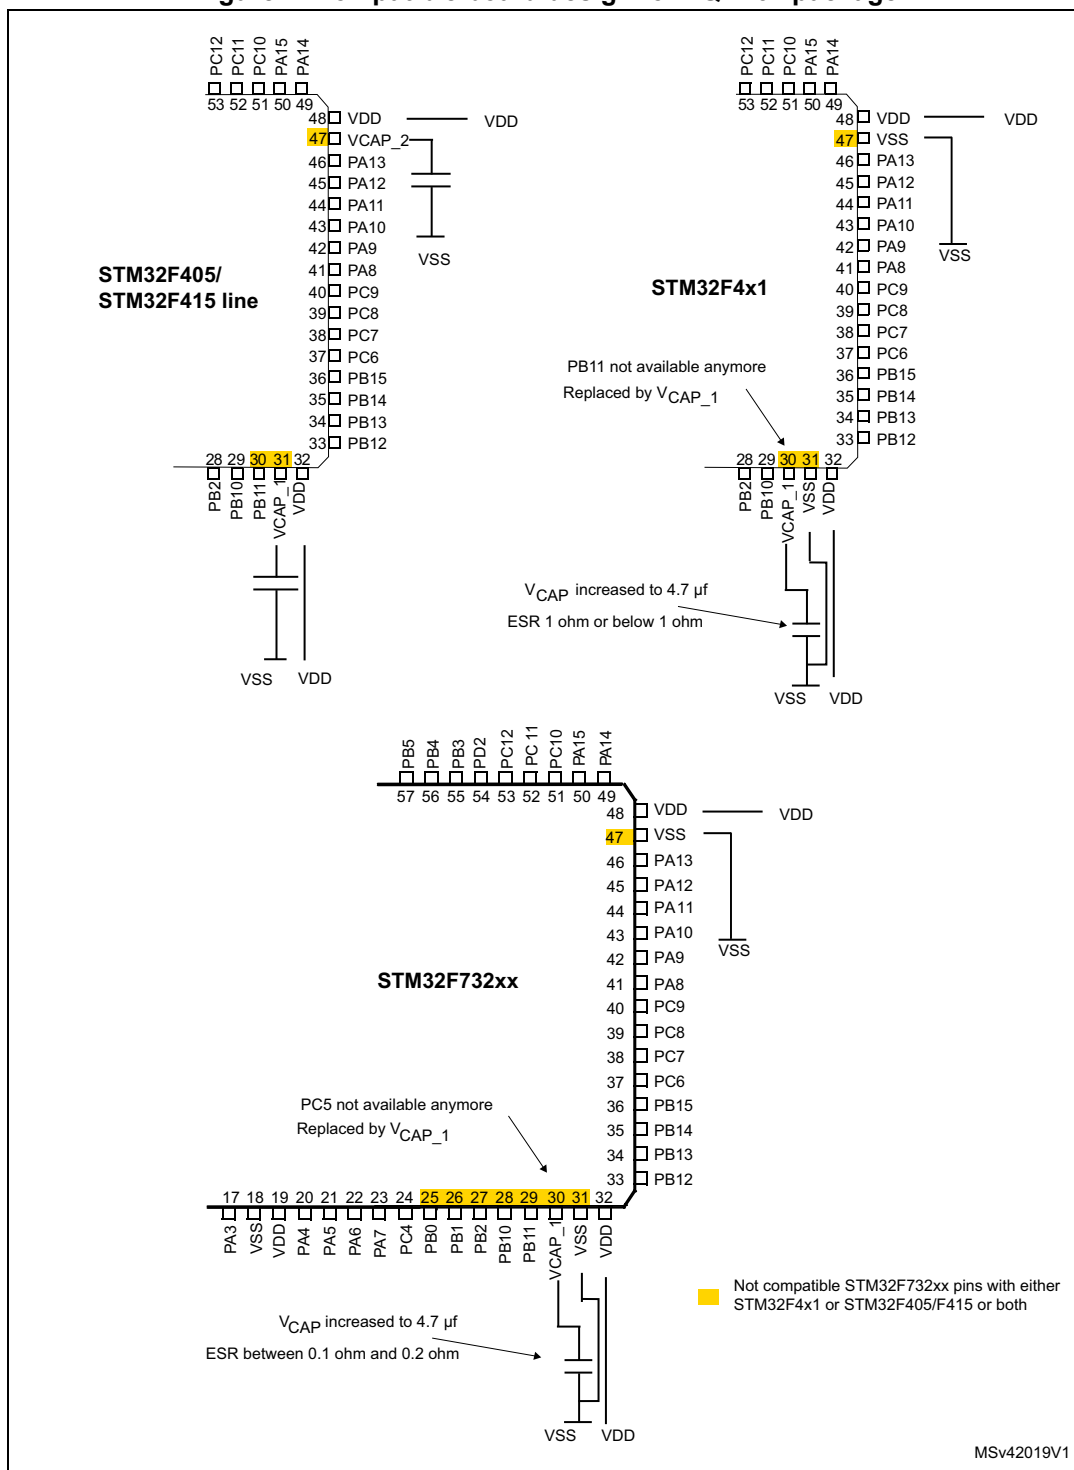 PC12
PC11
PC10
PA15
PA14
53 52 51 50 49
48 VDD VDD
47 VCAP_2
46 PA13
45 PA12
44 PA11
43 PA10
42 PA9
41 PA8
40 PC9
39 PC8
38 PC7
37 PC6
36 PB15
35 PB14
34 PB13
33 PB12
VSS
STM32F405/
STM32F415 line
28 29 30 31 32
PB2
PB10
PB11
VCAP_1
VDD
VSS VDD
PC12
PC11
PC10
PA15
PA14
53 52 51 50 49
48 VDD VDD
47 VSS
46 PA13
45 PA12
44 PA11
43 PA10
42 PA9
41 PA8
40 PC9
39 PC8
38 PC7
37 PC6
36 PB15
35 PB14
34 PB13
33 PB12
VSS
STM32F4x1
PB11 not available anymore
Replaced by VCAP_1
28 29 30 31 32
PB2
PB10
VCAP_1
VSS
VDD
VCAP increased to 4.7 µf
ESR 1 ohm or below 1 ohm
VSS VDD
PB5
PB4
PB3
PD2
PC12
PC 11
PC10
PA15
PA14
57 56 55 54 53 52 51 50 49
48 VDD VDD
47 VSS
46 PA13
45 PA12
44 PA11
43 PA10
42 PA9
41 PA8
40 PC9
39 PC8
38 PC7
37 PC6
36 PB15
35 PB14
34 PB13
33 PB12
VSS
STM32F732xx
PC5 not available anymore
Replaced by VCAP_1
17 18 19 20 21 22 23 24 25 26 27 28 29 30 31 32
PA3
VSS
VDD
PA4
PA5
PA6
PA7
PC4
PB0
PB1
PB2
PB10
PB11
VCAP_1
VSS
VDD
VCAP increased to 4.7 µf
ESR between 0.1 ohm and 0.2 ohm
VSS VDD
Not compatible STM32F732xx pins with either
STM32F4x1 or STM32F405/F415 or both
MSv42019V1